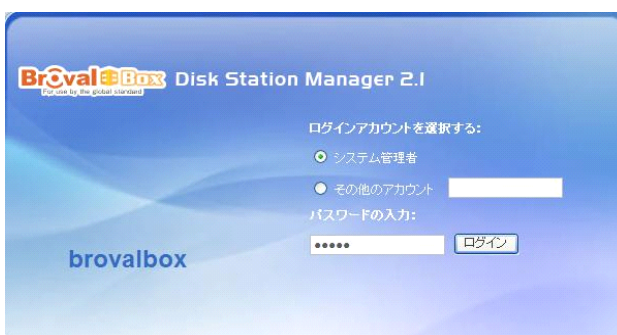 BrovalBox Disk Station Manager 2.1
For use by the global standard
ログインアカウントを選択する:
システム管理者
その他のアカウント
パスワードの入力:
●●●●● ログイン
brovalbox